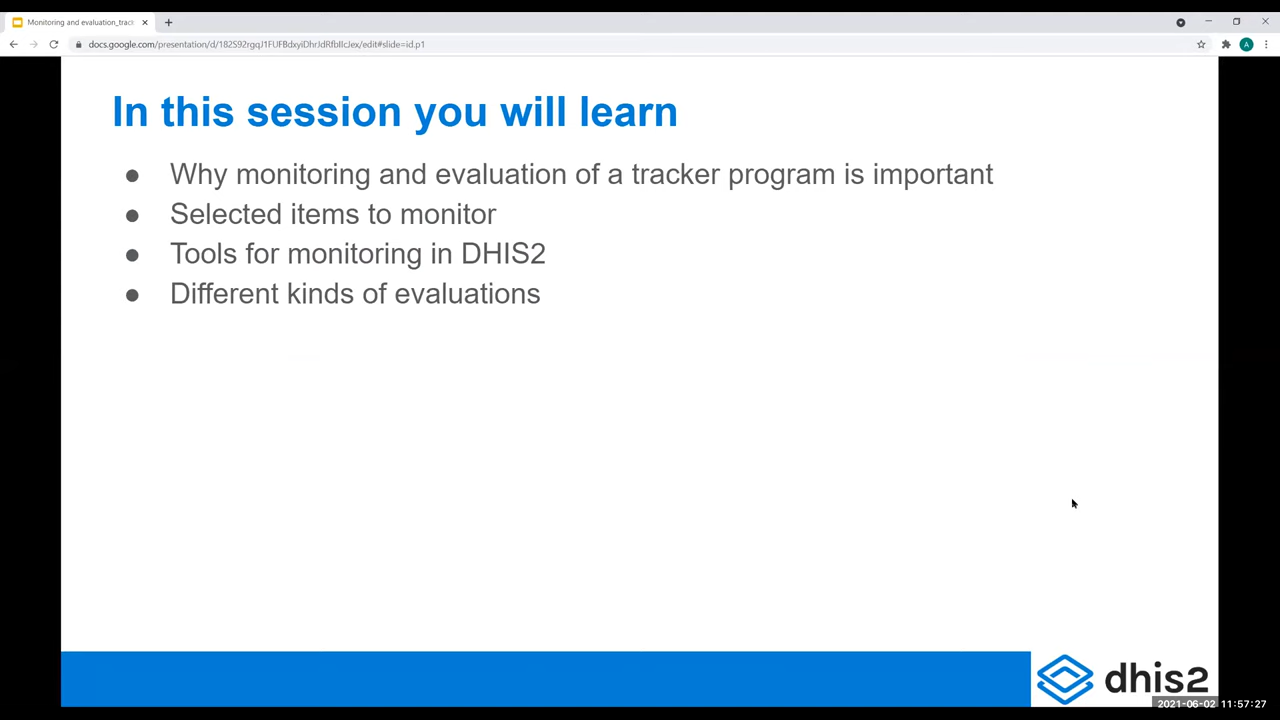 Monitoring and evaluation_track
docs.google.com/presentation/d/182S92rgqJ1FUFBdxyiDhrJdRfbIlcJex/edit#slide=id.p1
A
In this session you will learn
● Why monitoring and evaluation of a tracker program is important
● Selected items to monitor
● Tools for monitoring in DHIS2
● Different kinds of evaluations
dhis2
2021-06-02 11:57:27